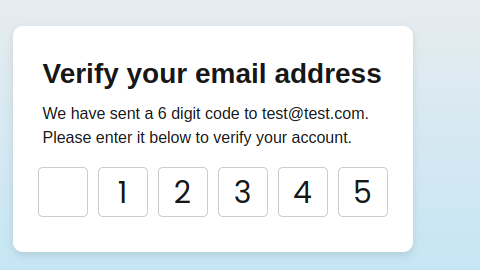 Verify your email address
We have sent a 6 digit code to test@test.com.
Please enter it below to verify your account.
1 2 3 4 5